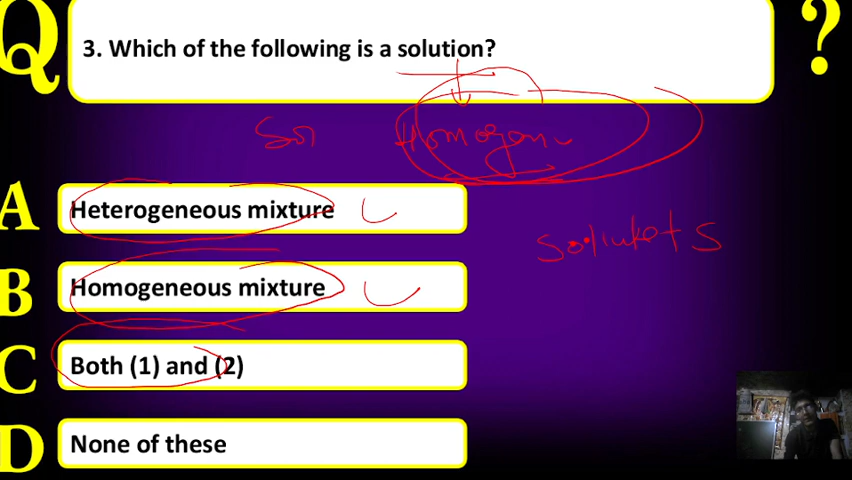 Q
?
3. Which of the following is a solution?
A
Heterogeneous mixture
B
Homogeneous mixture
C
Both (1) and (2)
D
None of these